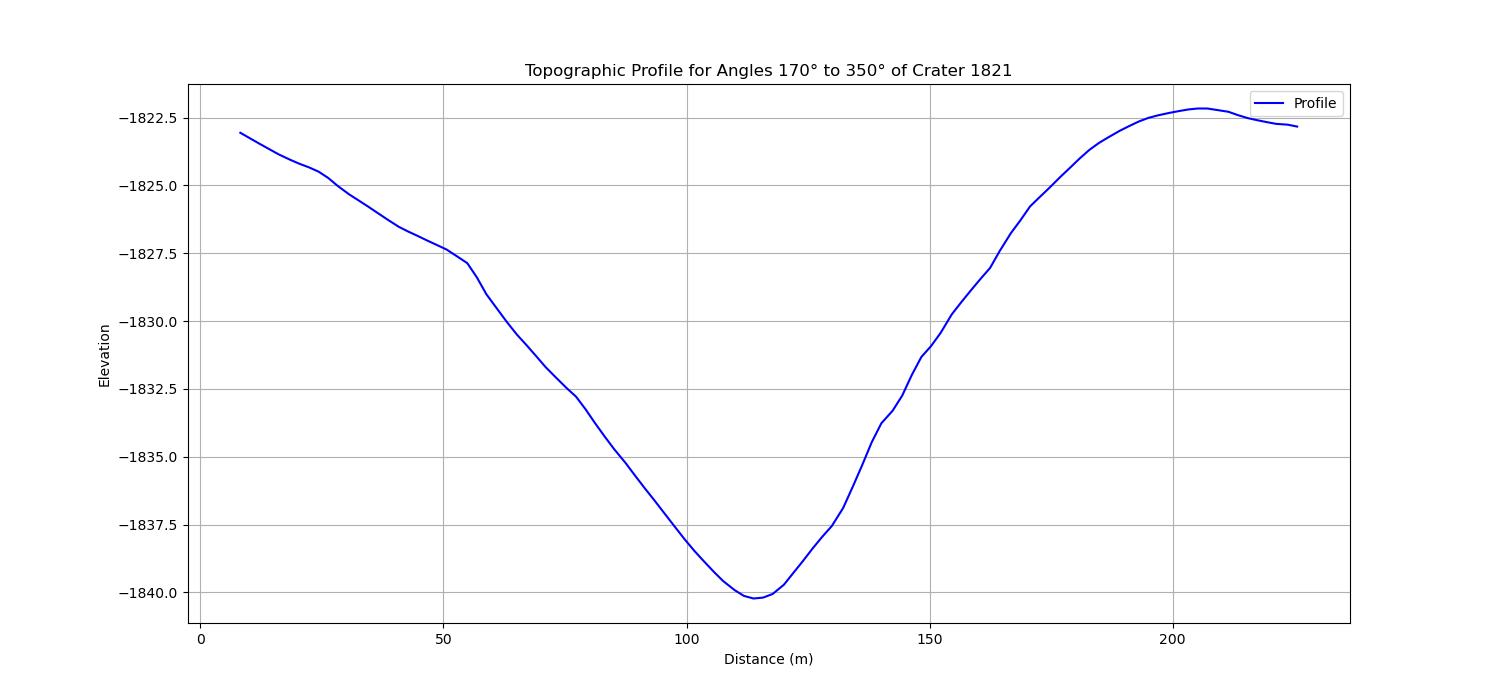 Topographic Profile for Angles 170° to 350° of Crater 1821
Profile
−1822.5
−1825.0
−1827.5
−1830.0
−1832.5
−1835.0
−1837.5
−1840.0
Elevation
0 50 100 150 200
Distance (m)